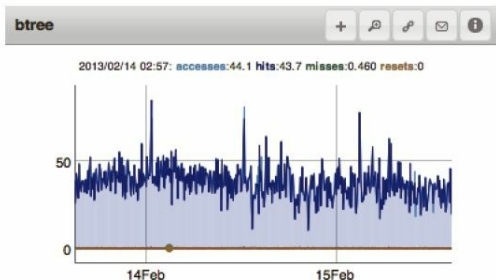 btree
2013/02/14 02:57: accesses:44.1 hits:43.7 misses:0.460 resets:0
50
0
14Feb 15Feb